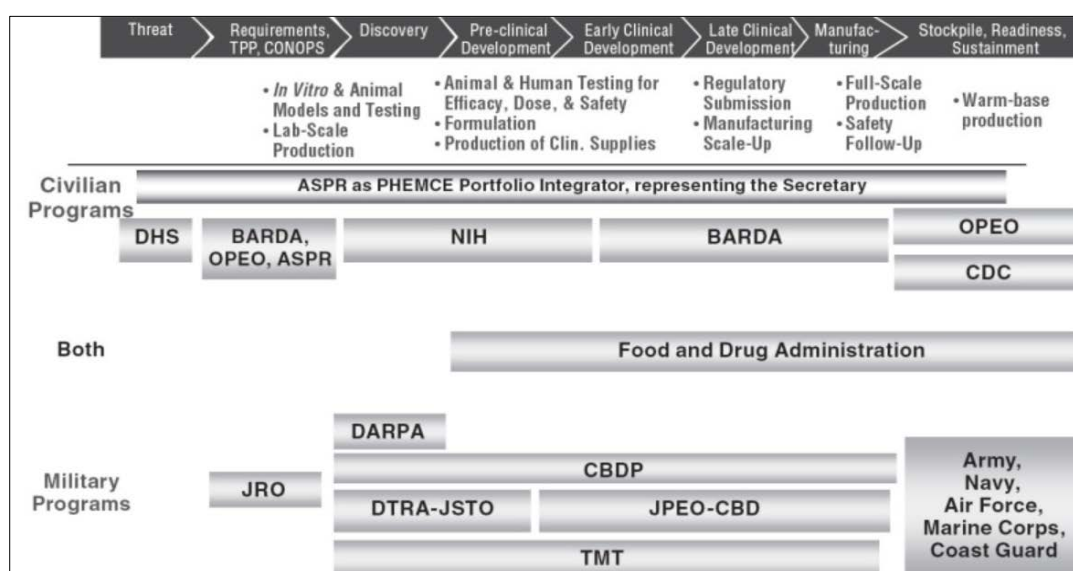 Threat
Requirements,
TPP, CONOPS
Discovery
Pre-clinical
Development
Early Clinical
Development
Late Clinical
Development
Manufac-
turing
Stockpile, Readiness,
Sustainment
• In Vitro & Animal
Models and Testing
• Lab-Scale
Production
• Animal & Human Testing for
Efficacy, Dose, & Safety
• Formulation
• Production of Clin. Supplies
• Regulatory
Submission
• Manufacturing
Scale-Up
• Full-Scale
Production
• Safety
Follow-Up
• Warm-base
production
Civilian
Programs
ASPR as PHEMCE Portfolio Integrator, representing the Secretary
DHS
BARDA,
OPEO, ASPR
NIH
BARDA
OPEO
CDC
Both
Food and Drug Administration
Military
Programs
JRO
DARPA
CBDP
DTRA-JSTO
JPEO-CBD
TMT
Army,
Navy,
Air Force,
Marine Corps,
Coast Guard